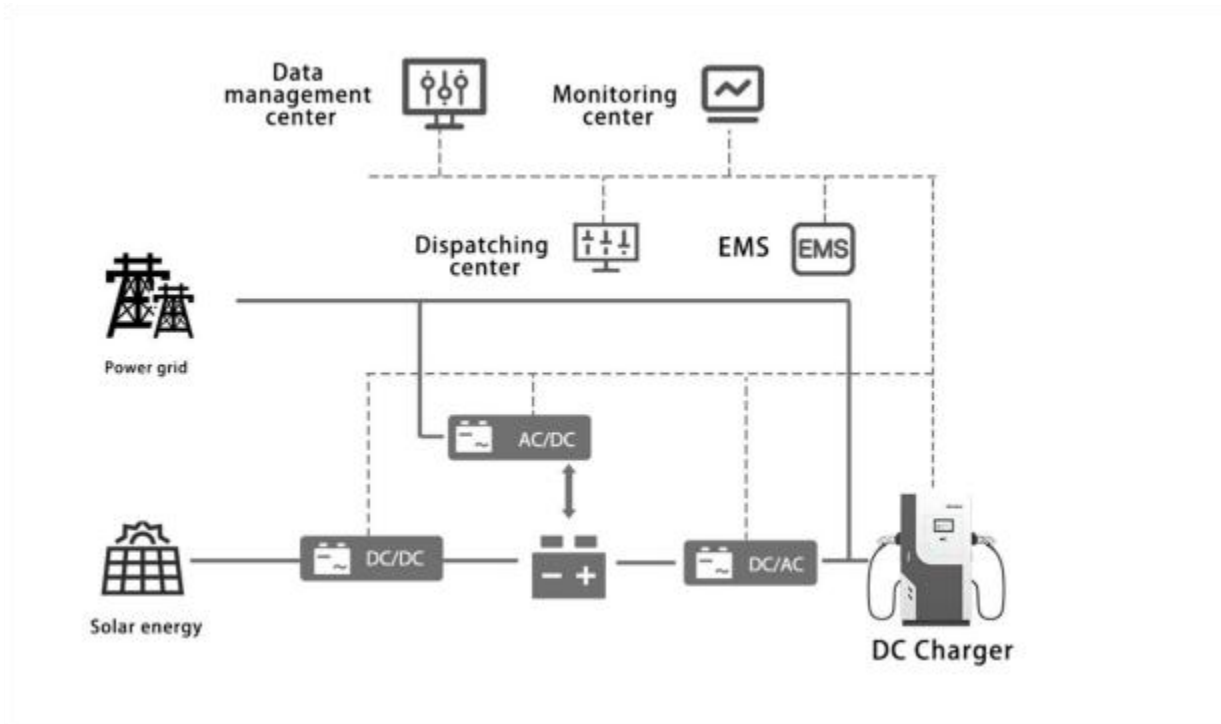 Data
management
center
Monitoring
center
Dispatching
center
EMS
EMS
Power grid
AC/DC
DC/DC
DC/AC
Solar energy
DC Charger